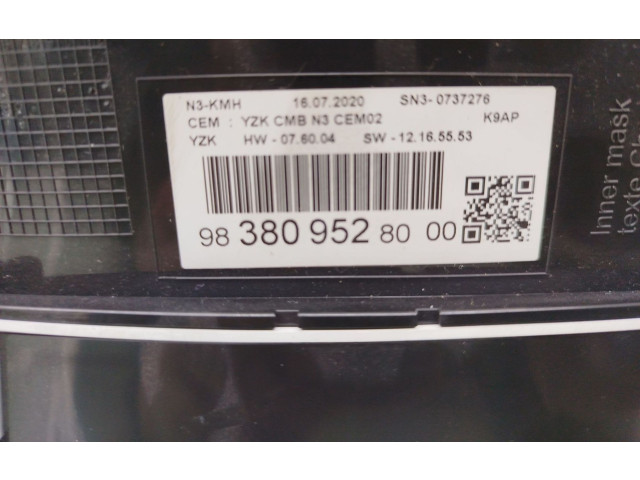 N3-KMH 16.07.2020 SN3-0737276
CEM : YZK CMB N3 CEM02 K9AP
YZK HW - 07.60.04 SW - 12.16.55.53
98 380 952 80 00
Inner mask